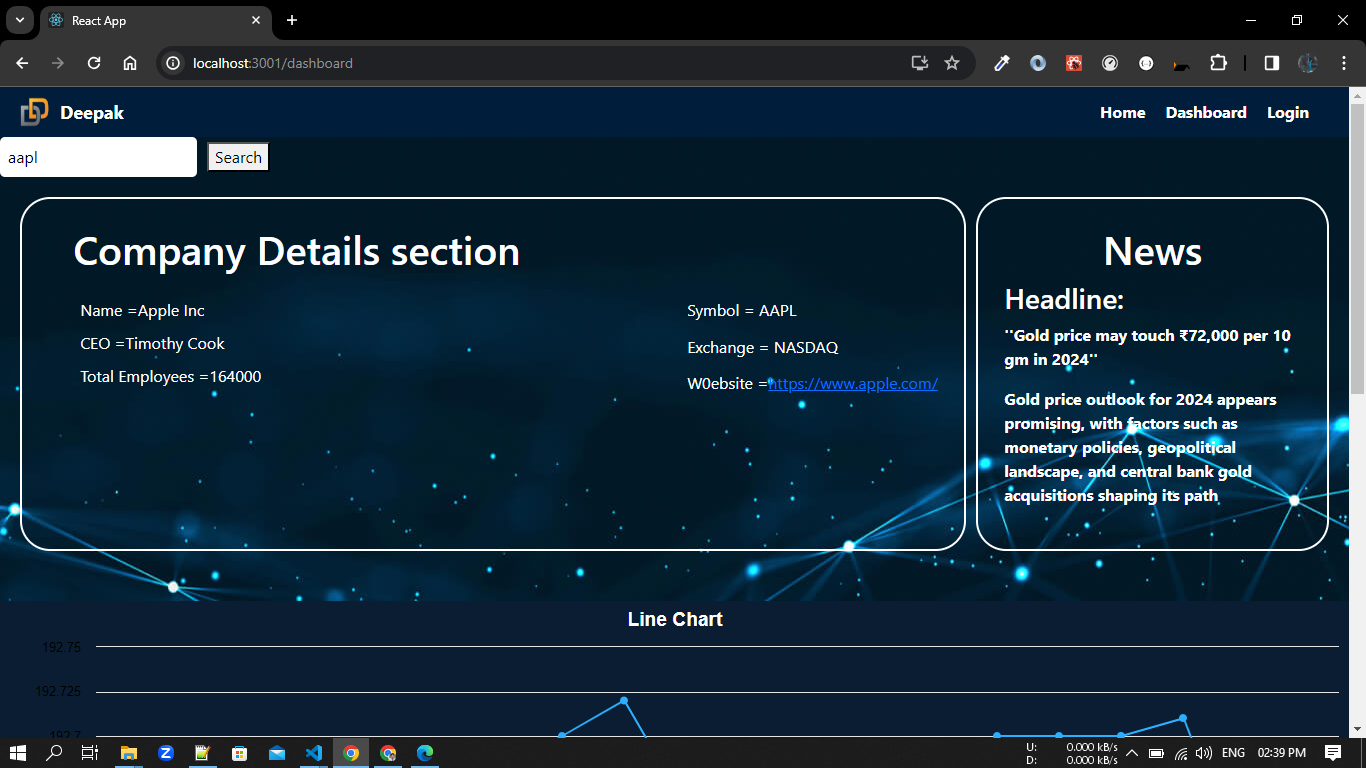 React App
localhost:3001/dashboard
Deepak
Home Dashboard Login
aapl Search
Company Details section
Name =Apple Inc
CEO =Timothy Cook
Total Employees =164000
Symbol = AAPL
Exchange = NASDAQ
W0ebsite =https://www.apple.com/
News
Headline:
"Gold price may touch ₹72,000 per 10
gm in 2024"
Gold price outlook for 2024 appears
promising, with factors such as
monetary policies, geopolitical
landscape, and central bank gold
acquisitions shaping its path
Line Chart
192.75
192.725
192.7
U: 0.000 kB/s
D: 0.000 kB/s
ENG 02:39 PM